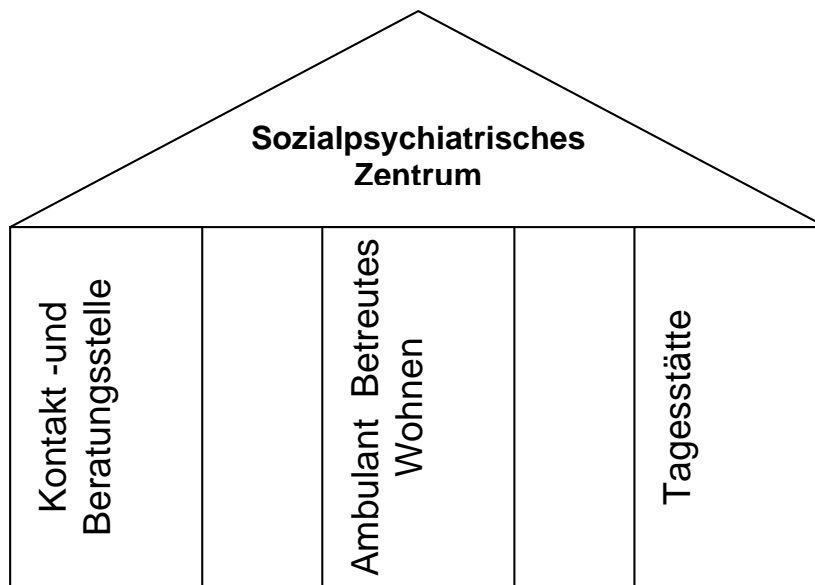 Sozialpsychiatrisches
Zentrum
Kontakt -und
Beratungsstelle
Ambulant Betreutes
Wohnen
Tagesstätte